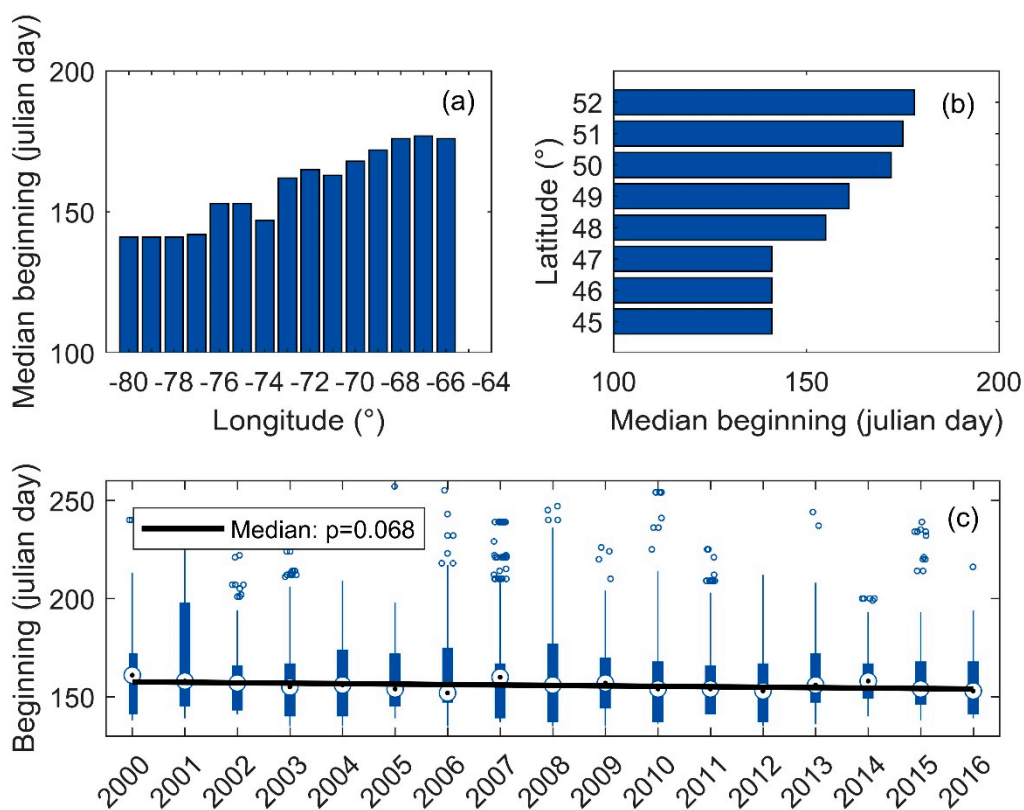 200
150
100
Median beginning (julian day)
(a)
-80 -78 -76 -74 -72 -70 -68 -66 -64
Longitude (°)
52
51
50
49
48
47
46
45
Latitude (°)
(b)
100 150 200
Median beginning (julian day)
250
200
150
Beginning (julian day)
Median: p=0.068
(c)
2000 2001 2002 2003 2004 2005 2006 2007 2008 2009 2010 2011 2012 2013 2014 2015 2016